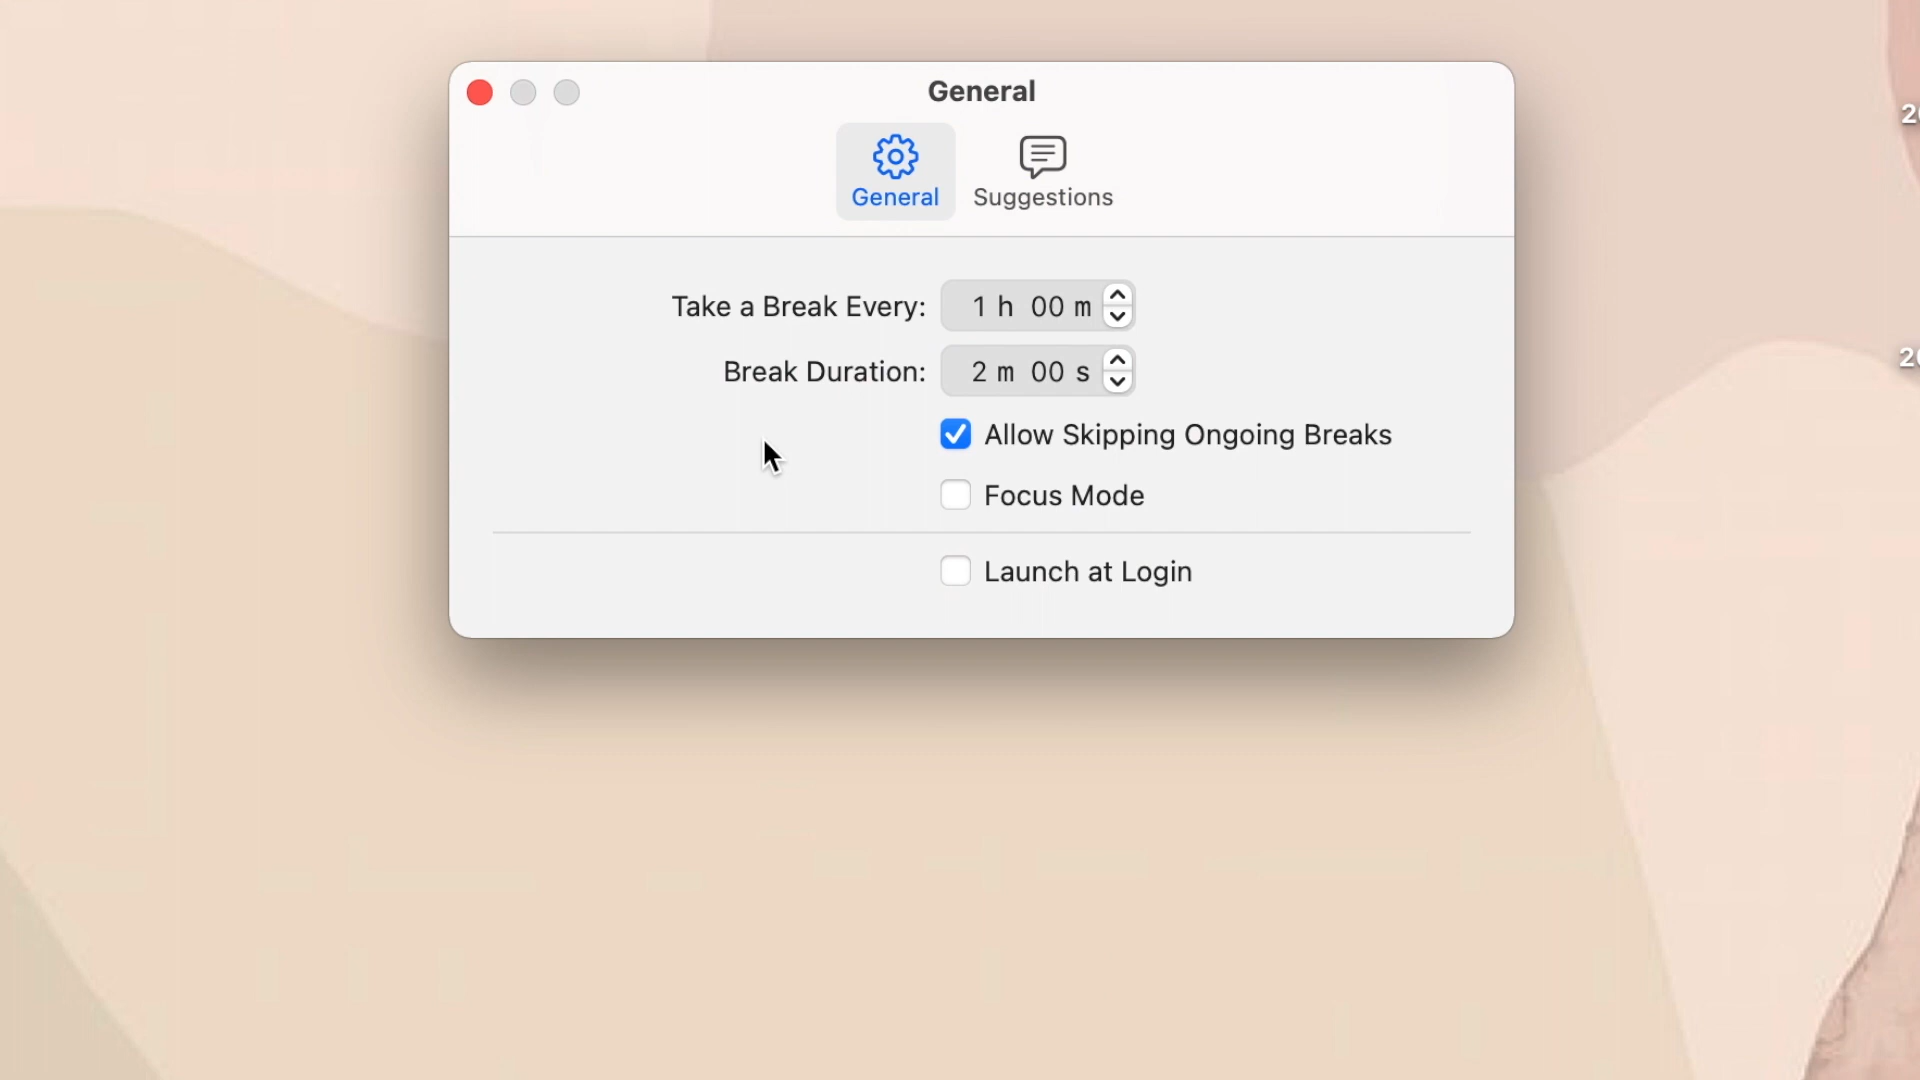 General
General
Suggestions
Take a Break Every: 1 h 00 m
Break Duration: 2 m 00 s
Allow Skipping Ongoing Breaks
Focus Mode
Launch at Login